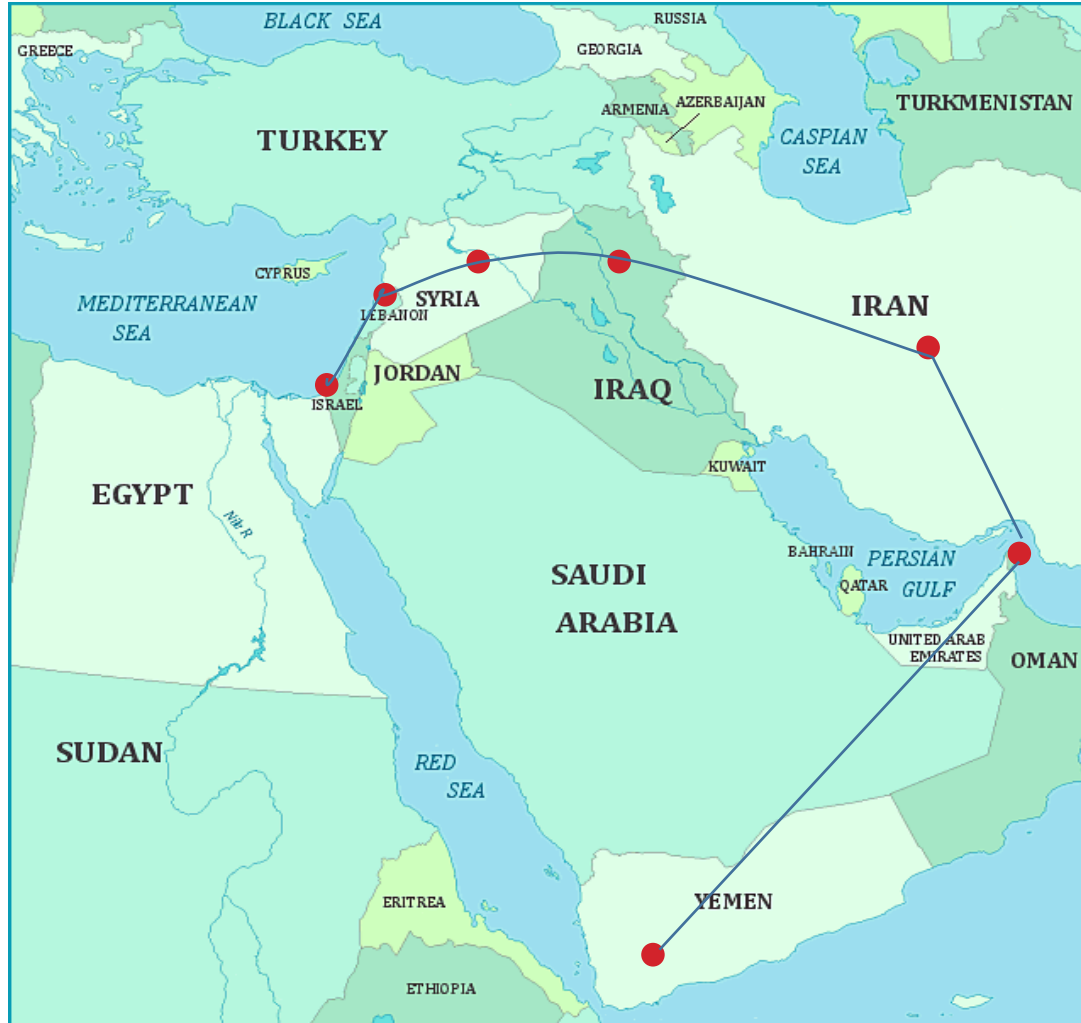 BLACK SEA
RUSSIA
GREECE
GEORGIA
TURKEY
ARMENIA
AZERBAIJAN
TURKMENISTAN
CASPIAN
SEA
CYPRUS
MEDITERRANEAN
SEA
SYRIA
LEBANON
IRAN
JORDAN
ISRAEL
IRAQ
KUWAIT
EGYPT
Nile R
BAHRAIN
PERSIAN
GULF
QATAR
SAUDI
ARABIA
UNITED ARAB
EMIRATES
OMAN
SUDAN
RED
SEA
YEMEN
ERITREA
ETHIOPIA